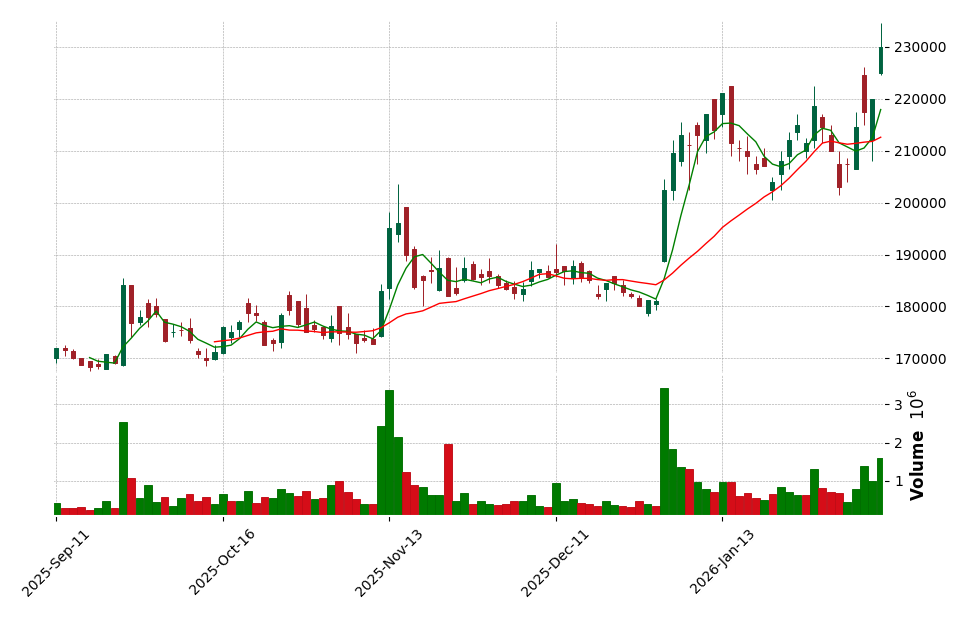 230000
220000
210000
200000
190000
180000
170000
3
2
1
Volume 10^6
2025-Sep-11
2025-Oct-16
2025-Nov-13
2025-Dec-11
2026-Jan-13